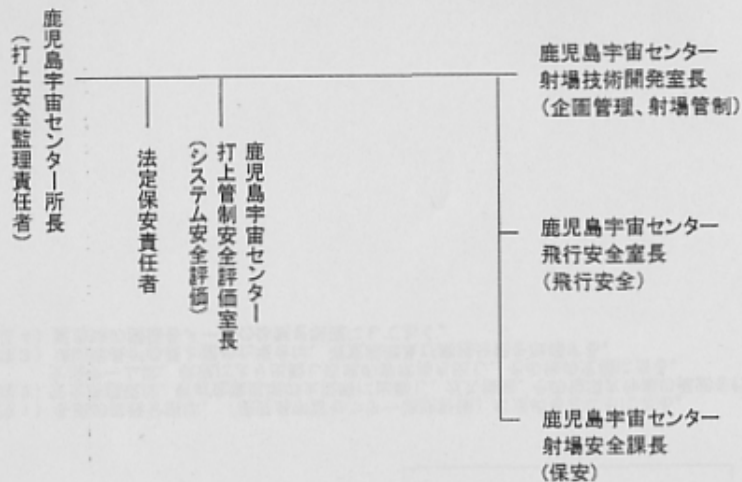 鹿児島宇宙センター所長
(打上安全監理責任者)
法定保安責任者
鹿児島宇宙センター
打上管制安全評価室長
(システム安全評価)
鹿児島宇宙センター
射場技術開発室長
(企画管理、射場管制)
鹿児島宇宙センター
飛行安全室長
(飛行安全)
鹿児島宇宙センター
射場安全課長
(保安)